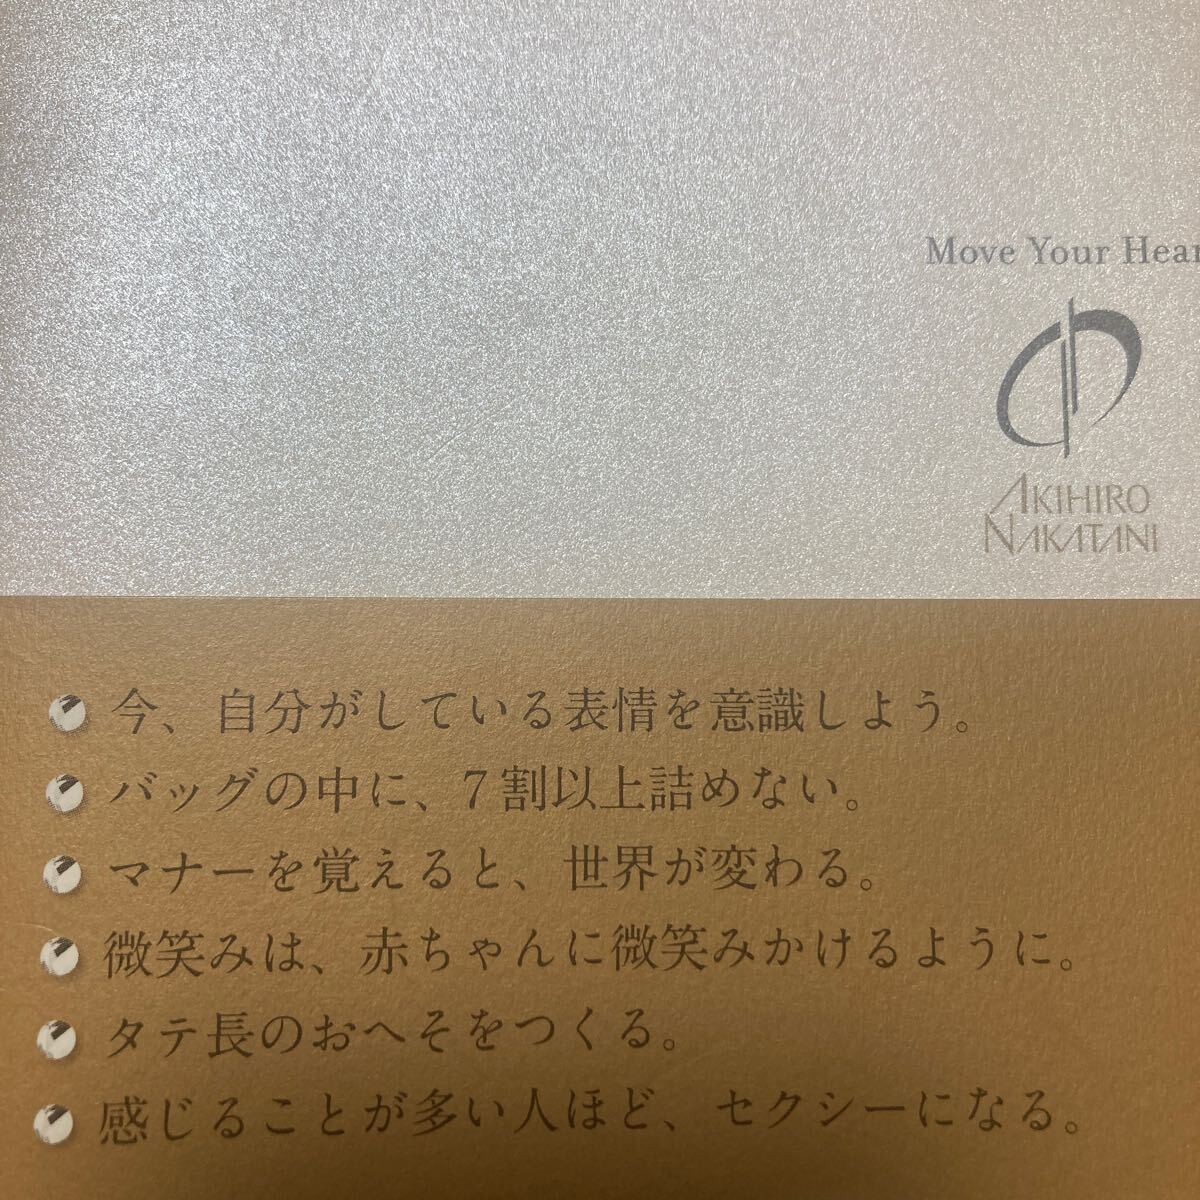 Move Your Hear
AKIHIRO
NAKATANI
今、自分がしている表情を意識しよう。
バッグの中に、7割以上詰めない。
マナーを覚えると、世界が変わる。
微笑みは、赤ちゃんに微笑みかけるように。
タテ長のおへそをつくる。
感じることが多い人ほど、セクシーになる。